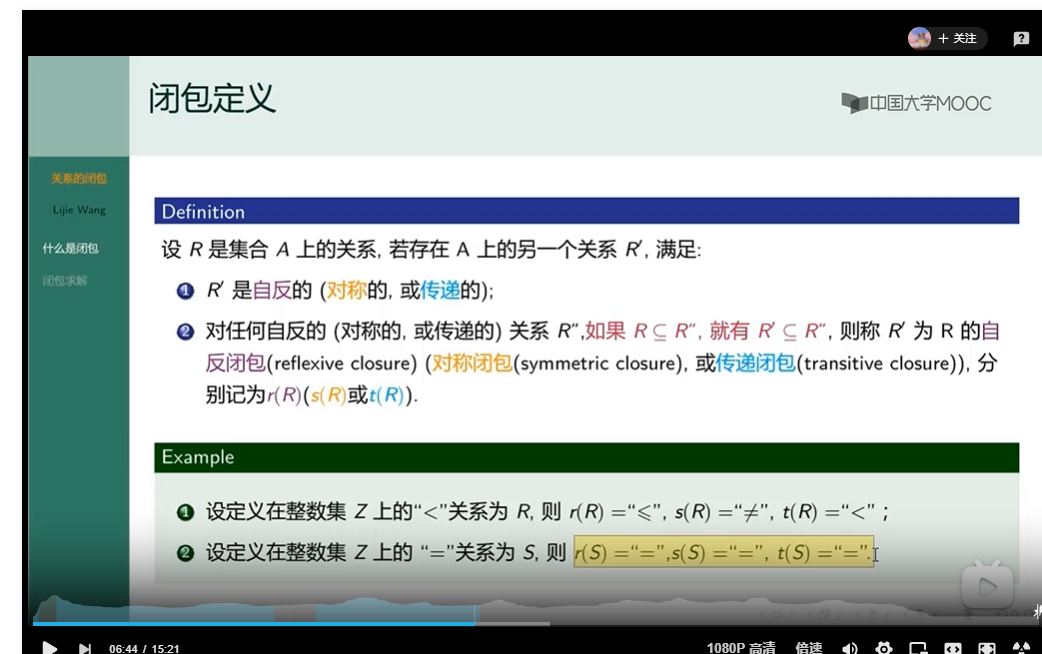 + 关注
闭包定义
中国大学MOOC
关系的闭包
Lijie Wang
什么是闭包
闭包求解
Definition
设 R 是集合 A 上的关系, 若存在 A 上的另一个关系 R′, 满足:
1 R′ 是自反的 (对称的, 或传递的);
2 对任何自反的 (对称的, 或传递的) 关系 R″,如果 R ⊆ R″, 就有 R′ ⊆ R″, 则称 R′ 为 R 的自
反闭包(reflexive closure) (对称闭包(symmetric closure), 或传递闭包(transitive closure)), 分
别记为r(R)(s(R)或t(R)).
Example
1 设定义在整数集 Z 上的“<”关系为 R, 则 r(R) =“⩽”, s(R) =“≠”, t(R) =“<” ;
2 设定义在整数集 Z 上的 “=”关系为 S, 则 r(S) =“=”,s(S) =“=”, t(S) =“=”.
06:44 / 15:21
1080P 高清
倍速